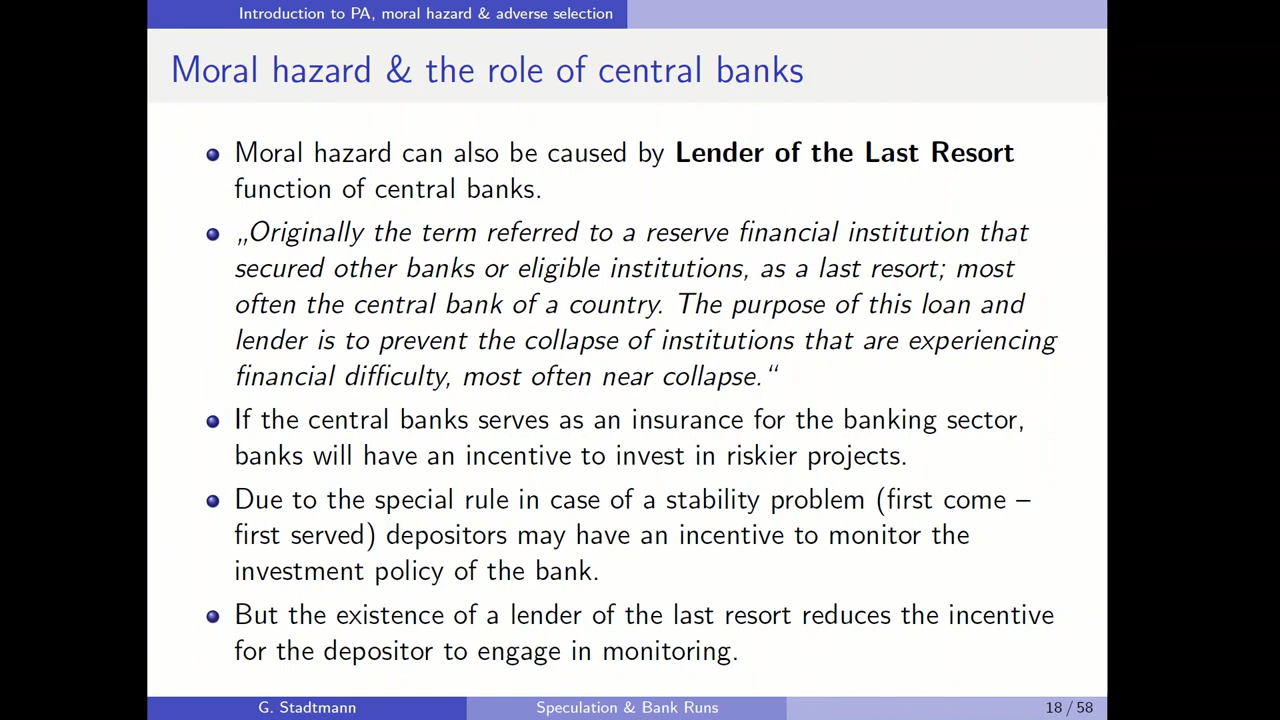 Introduction to PA, moral hazard & adverse selection
Moral hazard & the role of central banks
Moral hazard can also be caused by Lender of the Last Resort
function of central banks.
„Originally the term referred to a reserve financial institution that
secured other banks or eligible institutions, as a last resort; most
often the central bank of a country. The purpose of this loan and
lender is to prevent the collapse of institutions that are experiencing
financial difficulty, most often near collapse.“
If the central banks serves as an insurance for the banking sector,
banks will have an incentive to invest in riskier projects.
Due to the special rule in case of a stability problem (first come –
first served) depositors may have an incentive to monitor the
investment policy of the bank.
But the existence of a lender of the last resort reduces the incentive
for the depositor to engage in monitoring.
G. Stadtmann
Speculation & Bank Runs
18 / 58